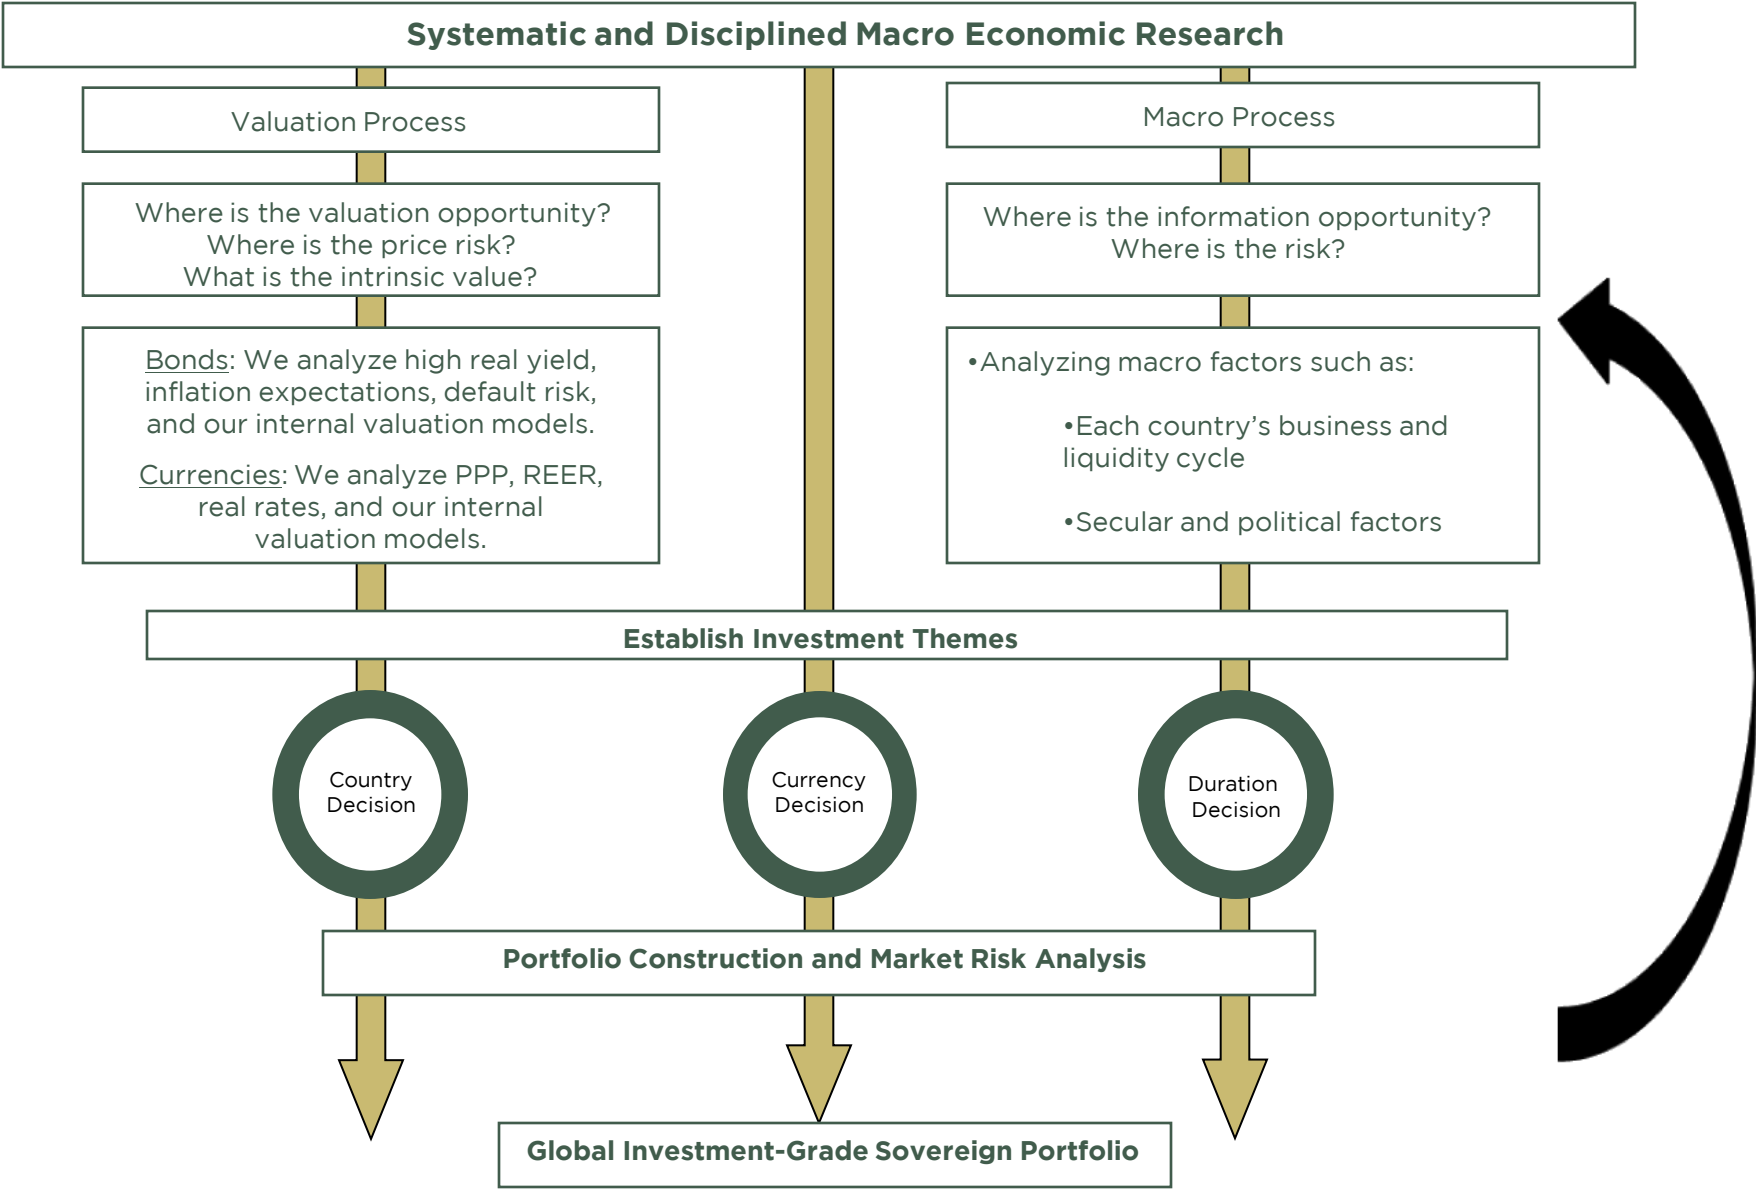 Systematic and Disciplined Macro Economic Research
Valuation Process
Where is the valuation opportunity?
Where is the price risk?
What is the intrinsic value?
Bonds: We analyze high real yield,
inflation expectations, default risk,
and our internal valuation models.
Currencies: We analyze PPP, REER,
real rates, and our internal
valuation models.
Macro Process
Where is the information opportunity?
Where is the risk?
•Analyzing macro factors such as:
•Each country’s business and
liquidity cycle
•Secular and political factors
Establish Investment Themes
Country
Decision
Currency
Decision
Duration
Decision
Portfolio Construction and Market Risk Analysis
Global Investment-Grade Sovereign Portfolio